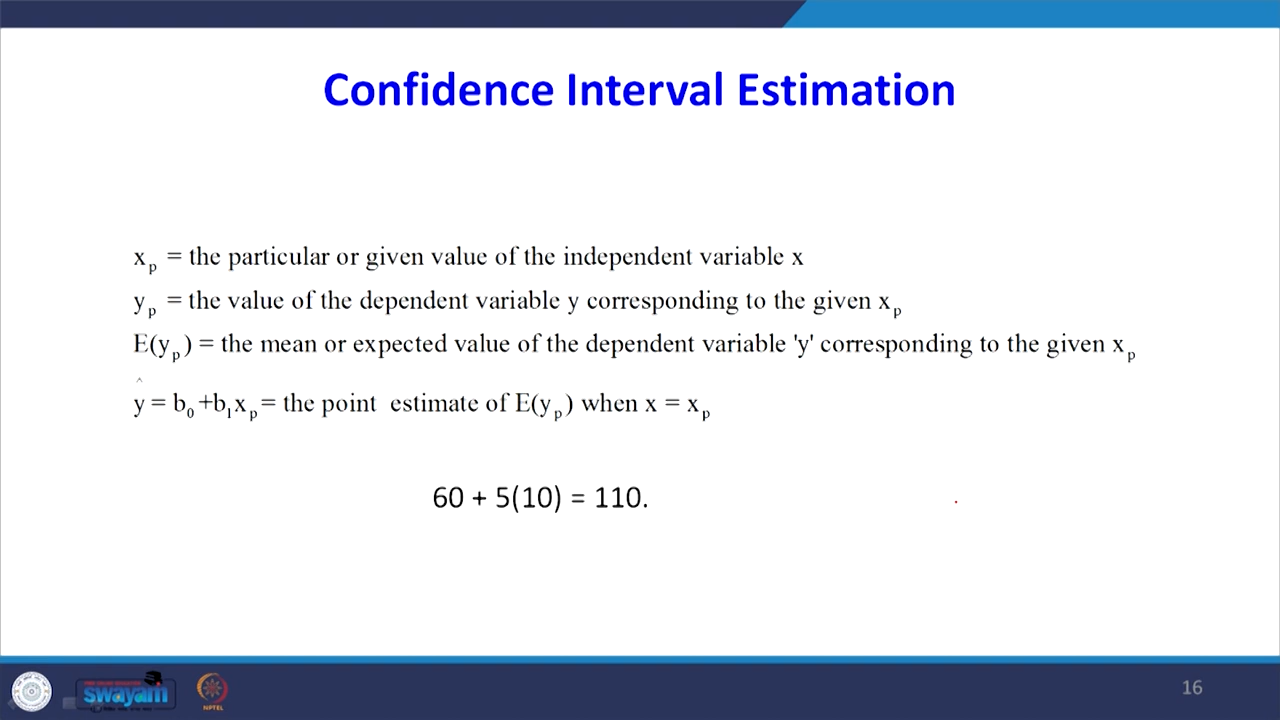 Confidence Interval Estimation
xₚ = the particular or given value of the independent variable x
yₚ = the value of the dependent variable y corresponding to the given xₚ
E(yₚ) = the mean or expected value of the dependent variable 'y' corresponding to the given xₚ
ŷ = b₀+b₁xₚ= the point estimate of E(yₚ) when x = xₚ
60 + 5(10) = 110.
swayam
NPTEL
16